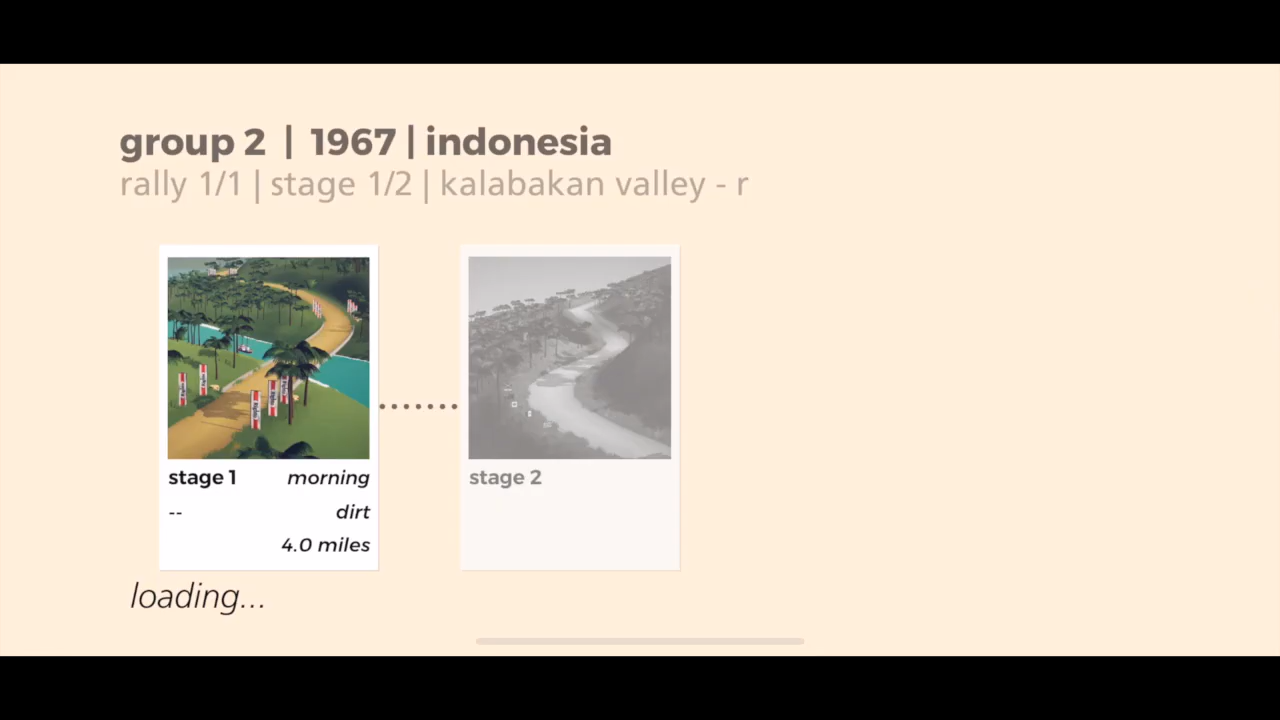 group 2 | 1967 | indonesia
rally 1/1 | stage 1/2 | kalabakan valley - r
stage 1 morning
-- dirt
4.0 miles
stage 2
loading...